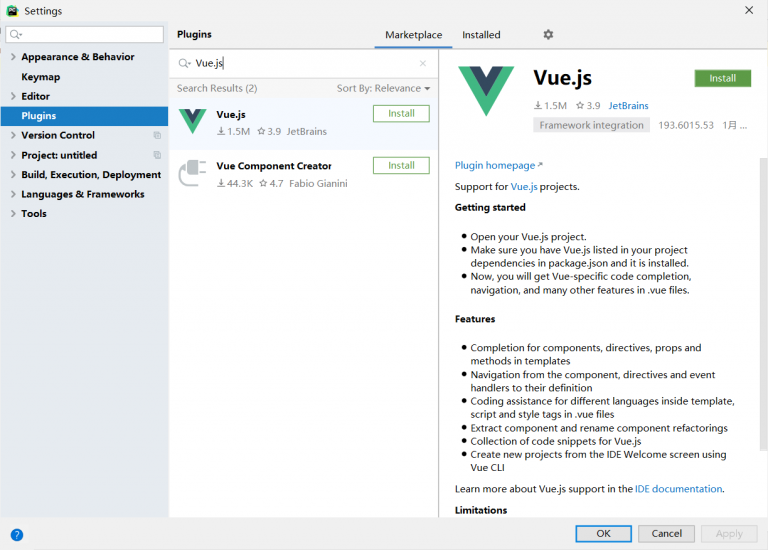 Settings
Appearance & Behavior
Keymap
Editor
Plugins
Version Control
Project: untitled
Build, Execution, Deployment
Languages & Frameworks
Tools
Plugins
Marketplace
Installed
Vue.js
Search Results (2)
Sort By: Relevance
Vue.js
1.5M 3.9 JetBrains
Install
Vue Component Creator
44.3K 4.7 Fabio Gianini
Install
Vue.js
Install
1.5M 3.9 JetBrains
Framework integration 193.6015.53 1月 ...
Plugin homepage
Support for Vue.js projects.
Getting started
Open your Vue.js project.
Make sure you have Vue.js listed in your project
dependencies in package.json and it is installed.
Now, you will get Vue-specific code completion,
navigation, and many other features in .vue files.
Features
Completion for components, directives, props and
methods in templates
Navigation from the component, directives and event
handlers to their definition
Coding assistance for different languages inside template,
script and style tags in .vue files
Extract component and rename component refactorings
Collection of code snippets for Vue.js
Create new projects from the IDE Welcome screen using
Vue CLI
Learn more about Vue.js support in the IDE documentation.
Limitations
?
OK
Cancel
Apply